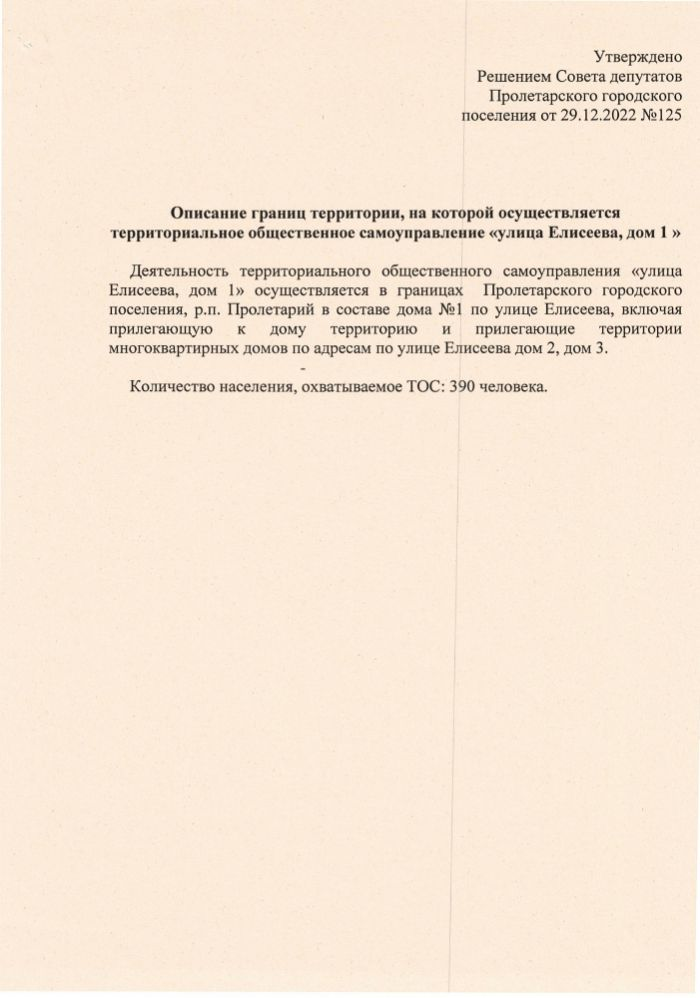 Утверждено
Решением Совета депутатов
Пролетарского городского
поселения от 29.12.2022 №125
Описание границ территории, на которой осуществляется
территориальное общественное самоуправление «улица Елисеева, дом 1 »
Деятельность территориального общественного самоуправления «улица
Елисеева, дом 1» осуществляется в границах Пролетарского городского
поселения, р.п. Пролетарий в составе дома №1 по улице Елисеева, включая
прилегающую к дому территорию и прилегающие территории
многоквартирных домов по адресам по улице Елисеева дом 2, дом 3.
Количество населения, охватываемое ТОС: 390 человека.